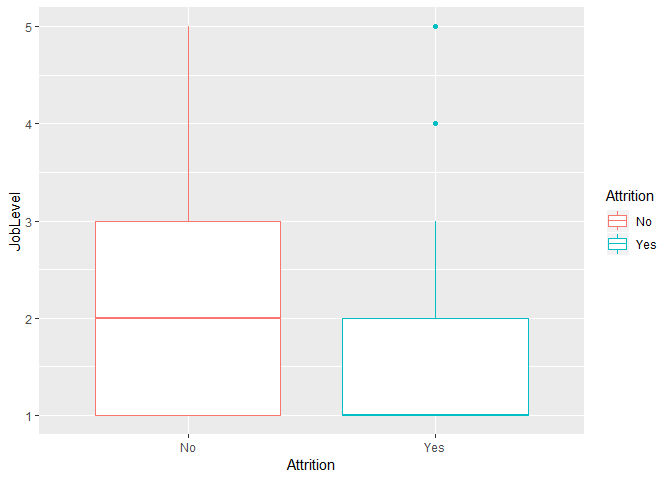 JobLevel
5
4
3
2
1
No
Yes
Attrition
Attrition
No
Yes